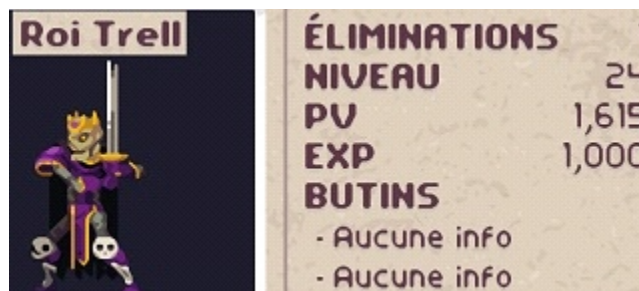 Roi Trell
ÉLIMINATIONS
NIVEAU 24
PV 1,615
EXP 1,000
BUTINS
- Aucune info
- Aucune info